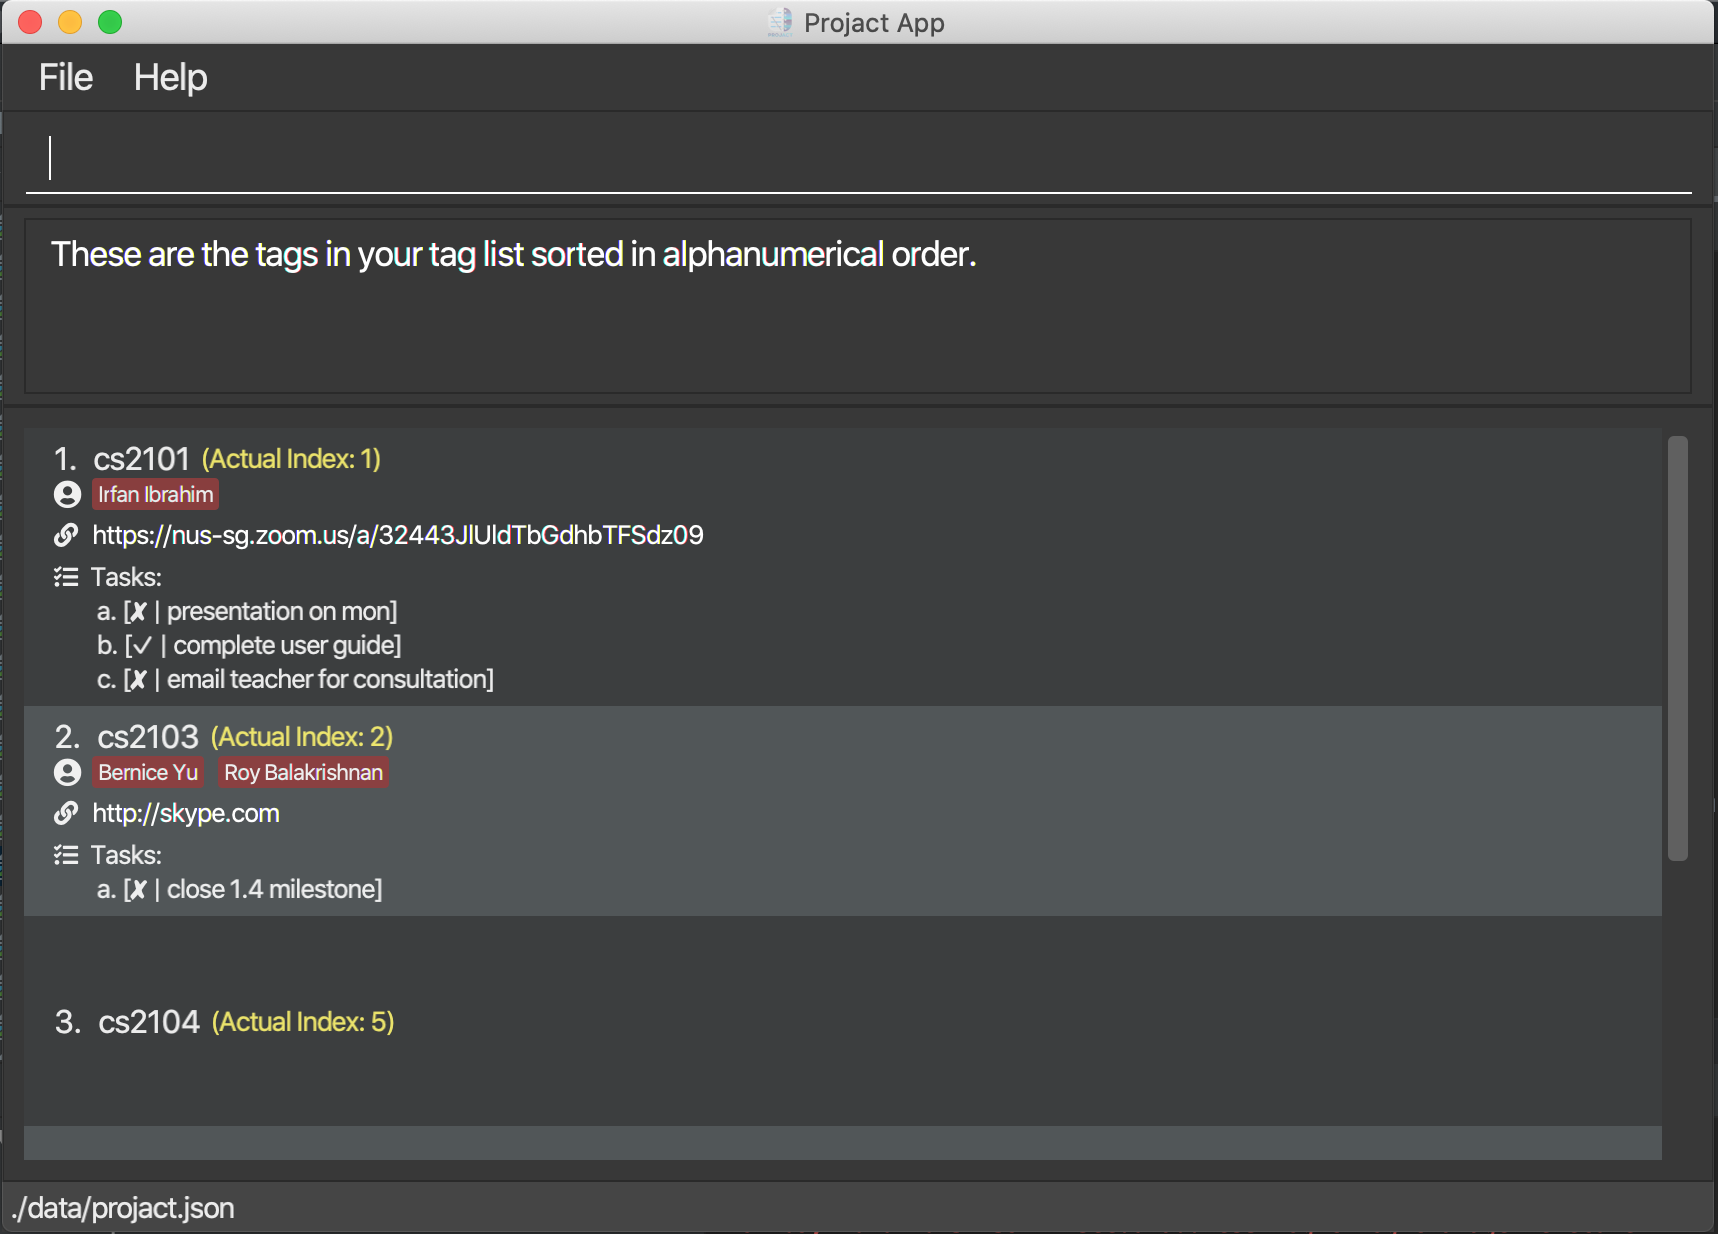 Projact App
File Help
These are the tags in your tag list sorted in alphanumerical order.
1. cs2101 (Actual Index: 1)
Irfan Ibrahim
https://nus-sg.zoom.us/a/32443JlUldTbGdhbTFSdz09
Tasks:
a. [✘ | presentation on mon]
b. [✓ | complete user guide]
c. [✘ | email teacher for consultation]
2. cs2103 (Actual Index: 2)
Bernice Yu Roy Balakrishnan
http://skype.com
Tasks:
a. [✘ | close 1.4 milestone]
3. cs2104 (Actual Index: 5)
./data/projact.json